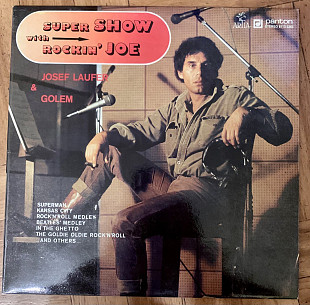 SUPER SHOW
with
ROCKIN' JOE
JOSEF LAUFER
&
GOLEM
panton
SUPERMAN
KANSAS CITY
ROCK'N'ROLL MEDLEY
BEATLES' MEDLEY
IN THE GHETTO
THE GOLDIE OLDIE ROCK'N'ROLL
...AND OTHERS...